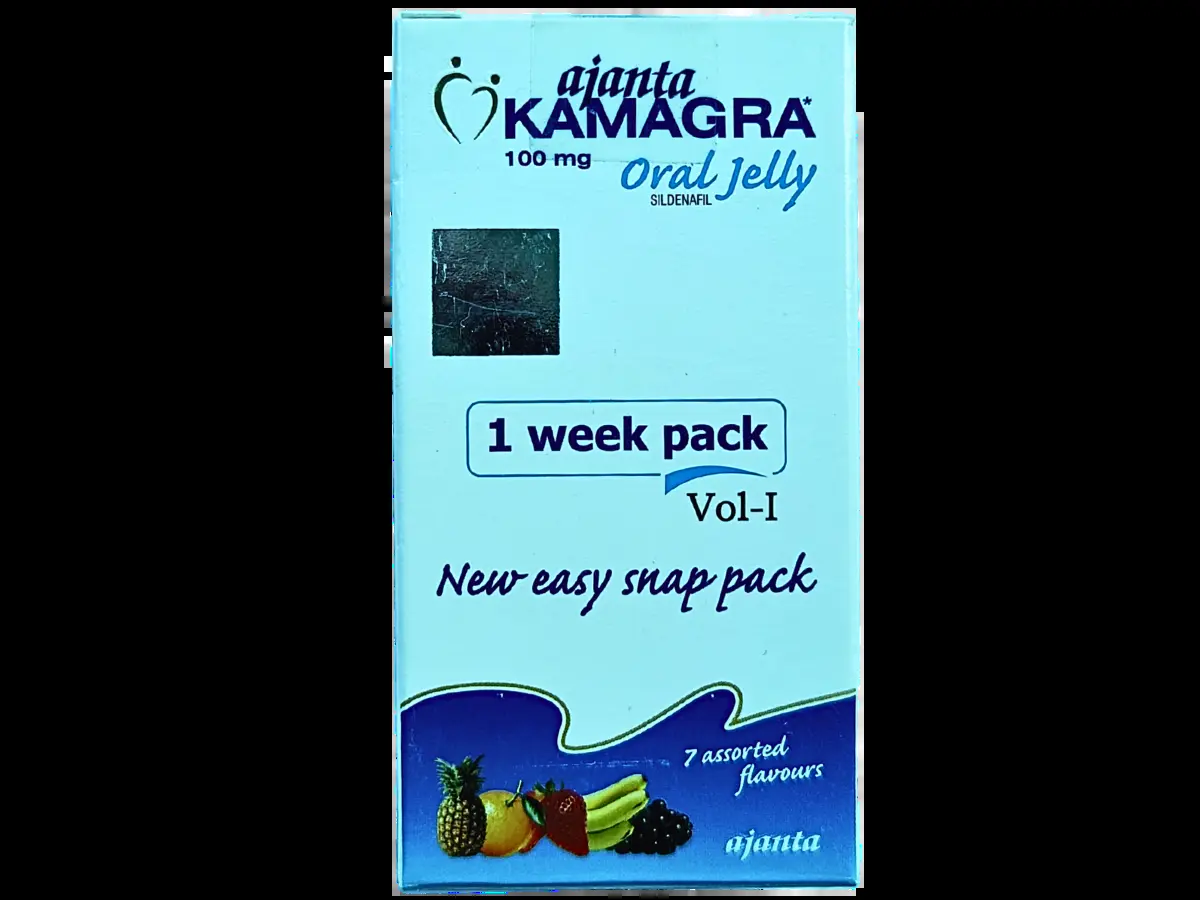 ajanta
KAMAGRA*
100 mg
Oral Jelly
SILDENAFIL
1 week pack
Vol-I
New easy snap pack
7 assorted
flavours
ajanta